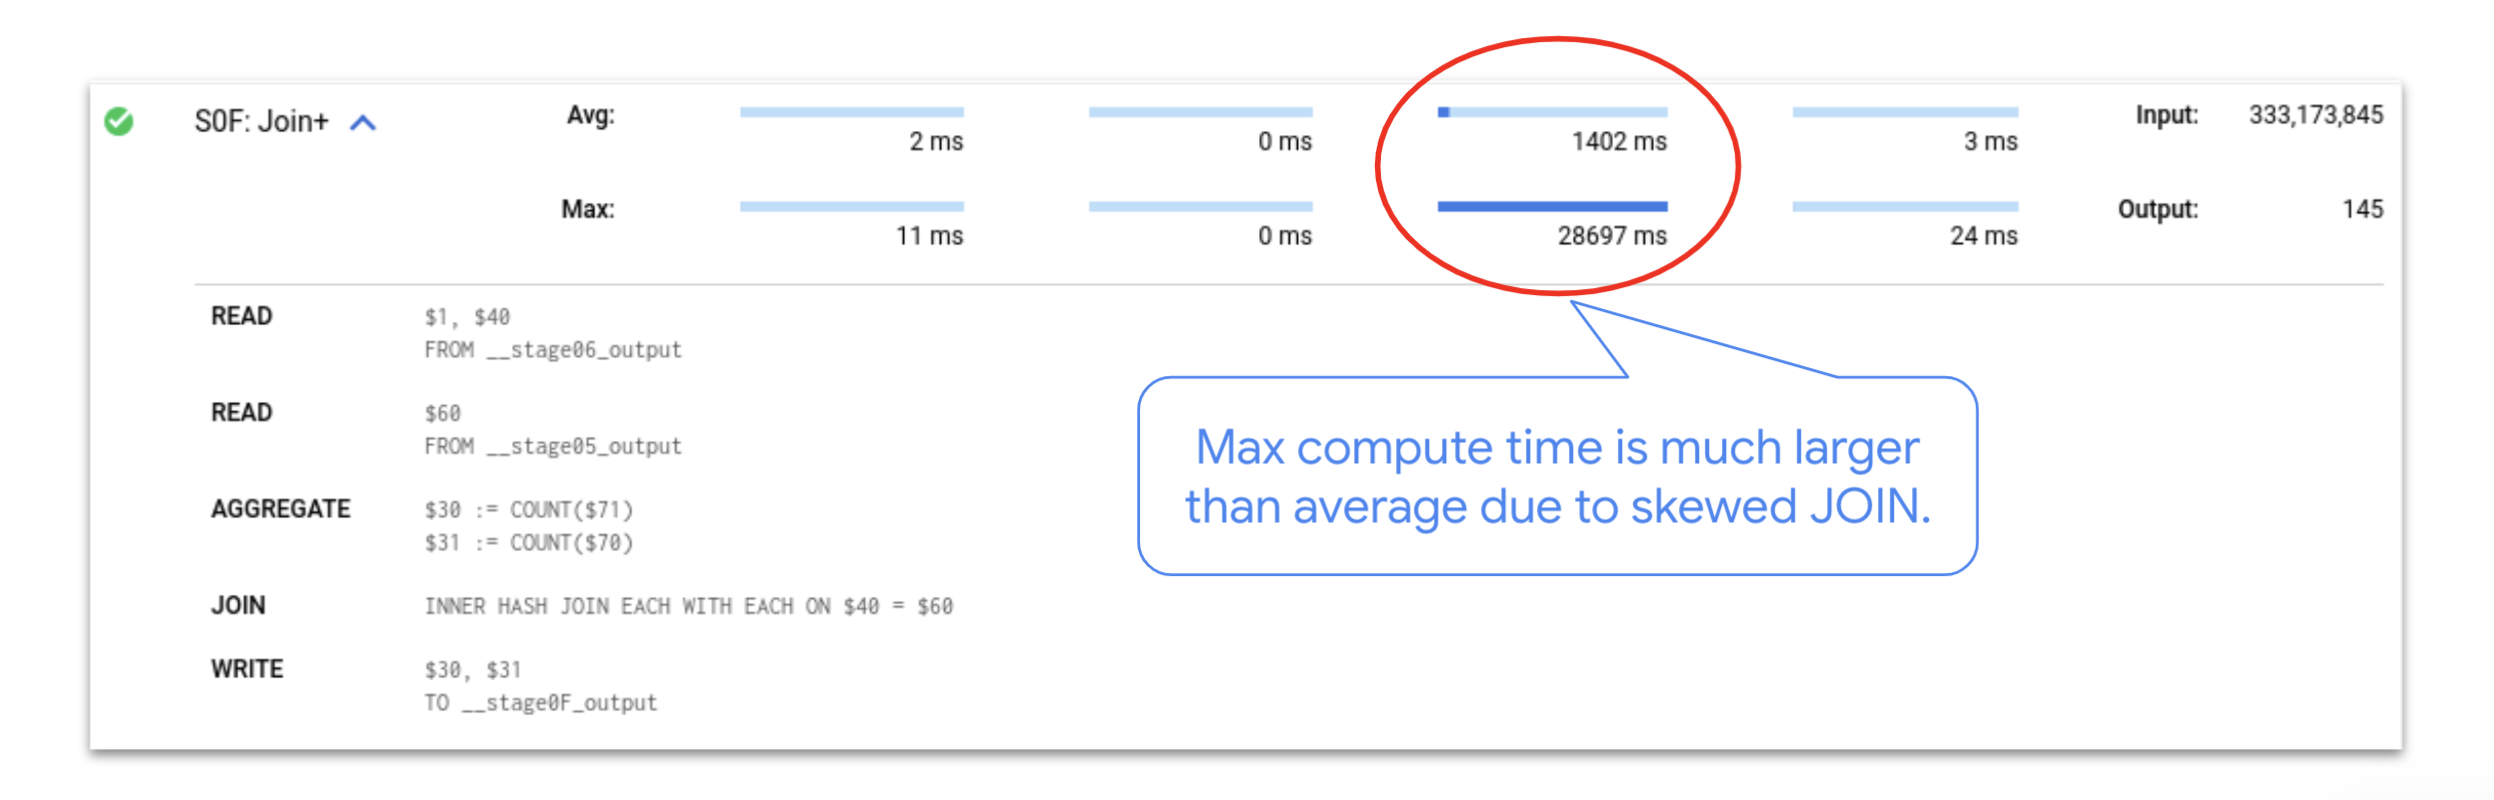 S0F: Join+ Avg: 2 ms 0 ms 1402 ms 3 ms Input: 333,173,845
Max: 11 ms 0 ms 28697 ms 24 ms Output: 145
READ $1, $40
FROM __stage06_output
READ $60
FROM __stage05_output
AGGREGATE $30 := COUNT($71)
$31 := COUNT($70)
JOIN INNER HASH JOIN EACH WITH EACH ON $40 = $60
WRITE $30, $31
TO __stage0F_output
Max compute time is much larger
than average due to skewed JOIN.